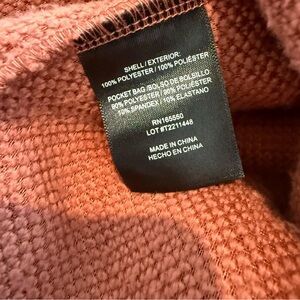 SHELL / EXTERIOR:
100% POLYESTER / 100% POLIÉSTER
POCKET BAG / BOLSO DE BOLSILLO
90% POLYESTER / 90% POLIÉSTER
10% SPANDEX / 10% ELASTANO
RN165550
LOT #T2211448
MADE IN CHINA
HECHO EN CHINA